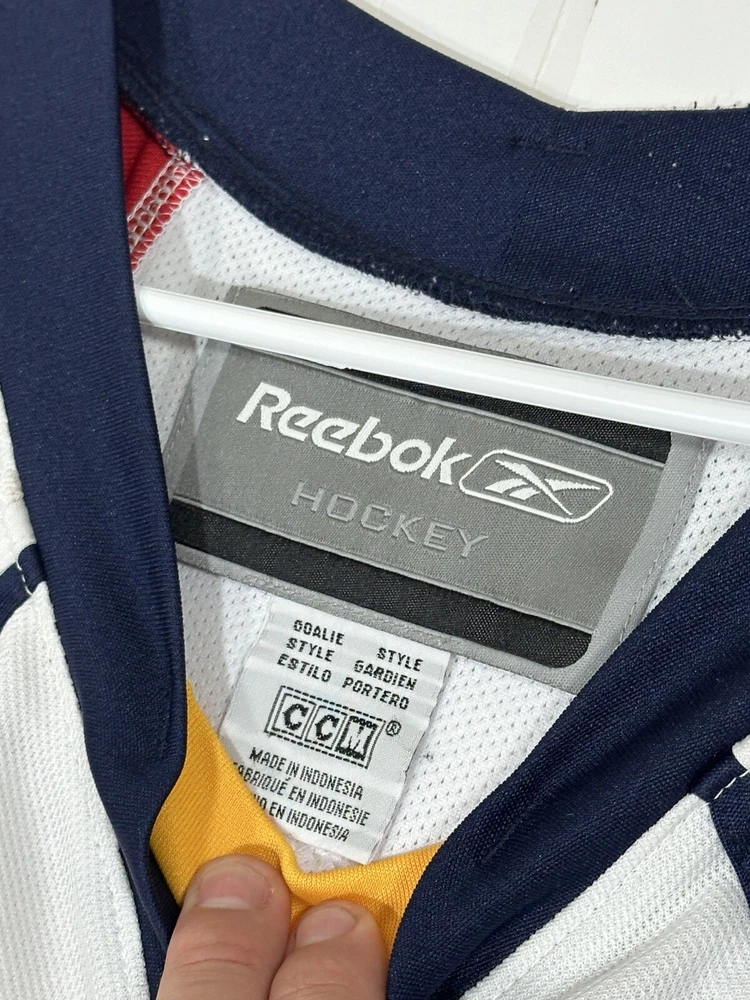 Reebok
HOCKEY
GOALIE STYLE
STYLE GARDIEN
ESTILO PORTERO
CCM®
MADE IN INDONESIA
FABRIQUÉ EN INDONESIE
EN INDONESIA